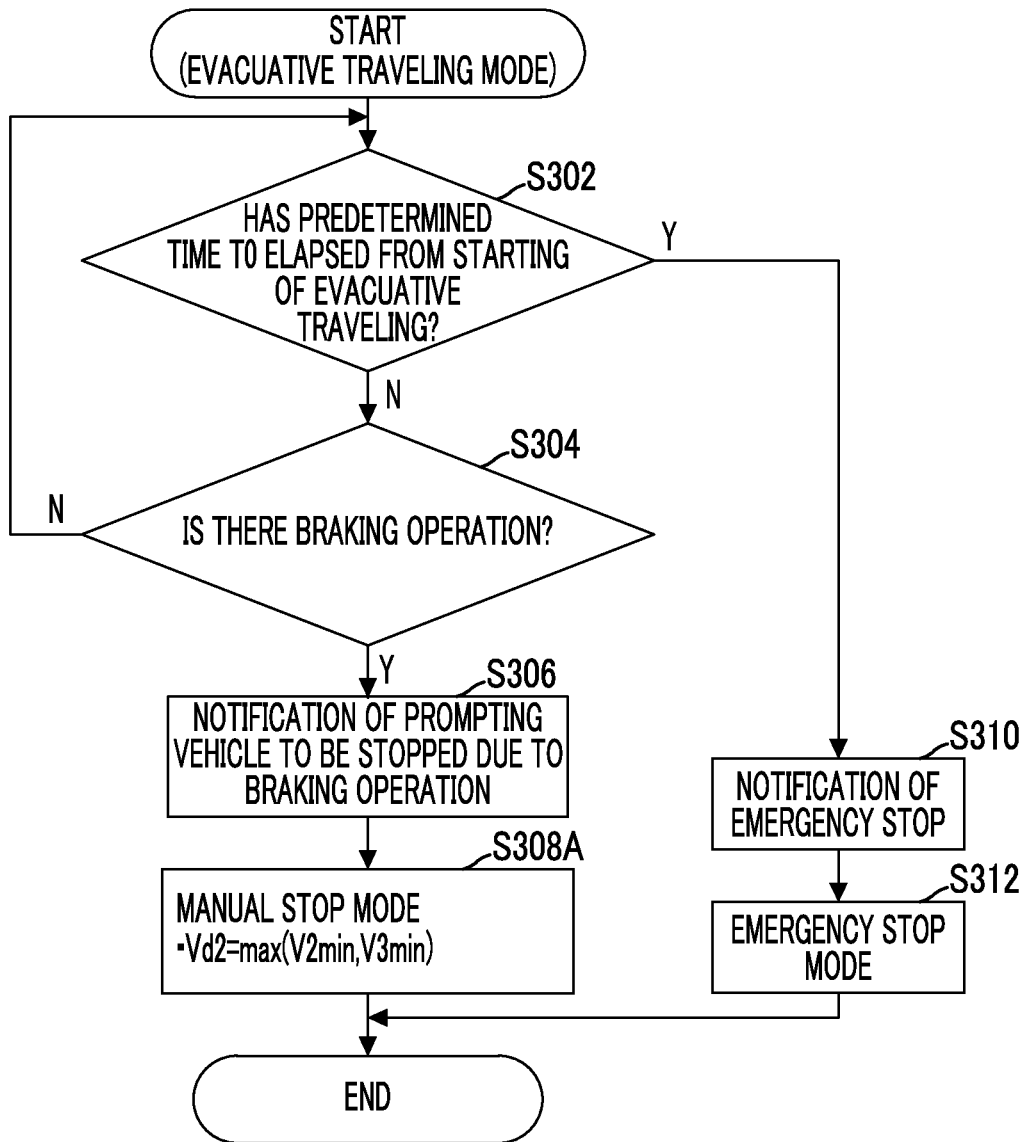 START
(EVACUATIVE TRAVELING MODE)
S302
HAS PREDETERMINED
TIME T0 ELAPSED FROM STARTING
OF EVACUATIVE
TRAVELING?
Y
N
S304
N
IS THERE BRAKING OPERATION?
Y
S306
NOTIFICATION OF PROMPTING
VEHICLE TO BE STOPPED DUE TO
BRAKING OPERATION
S310
NOTIFICATION OF
EMERGENCY STOP
S308A
MANUAL STOP MODE
▪Vd2=max(V2min,V3min)
S312
EMERGENCY STOP
MODE
END